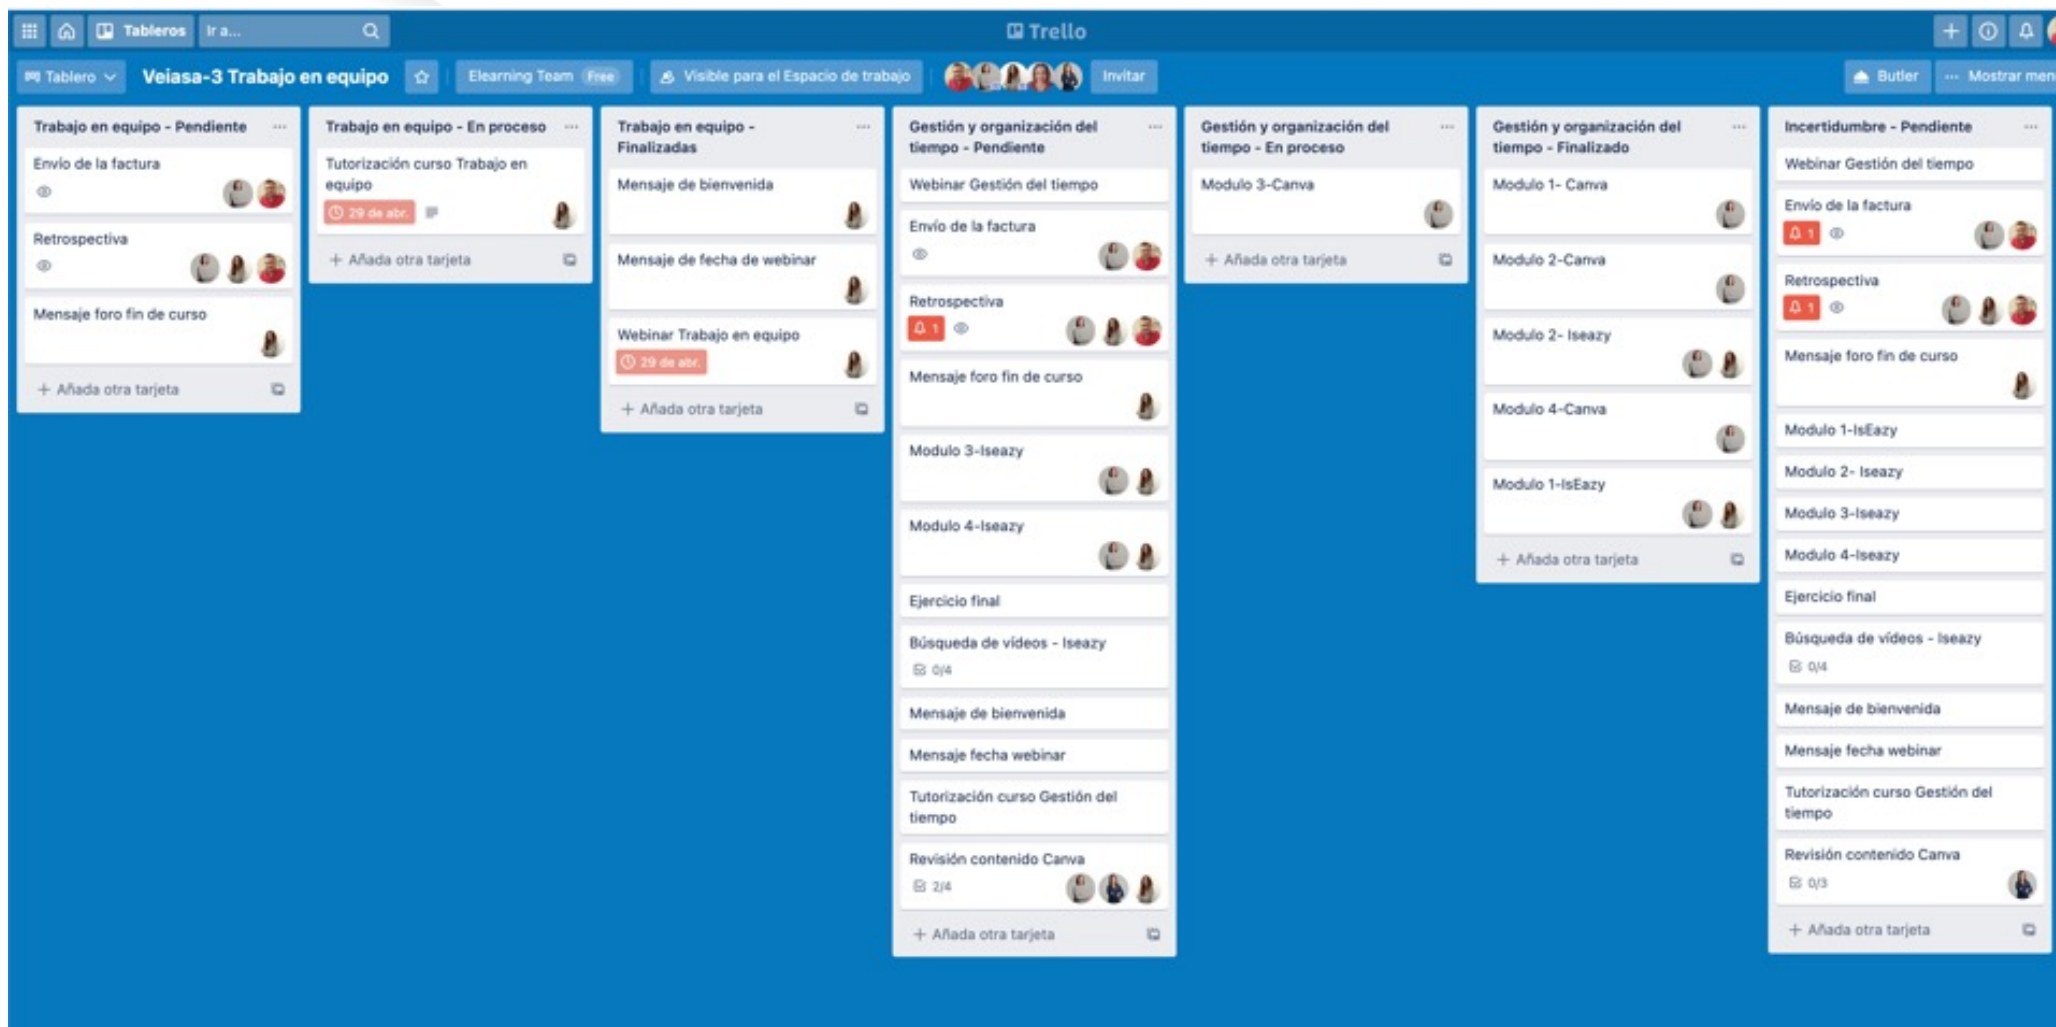 Tableros
Ir a...
Trello
Tablero
Veiasa-3 Trabajo en equipo
Elearning Team Free
Visible para el Espacio de trabajo
Invitar
Butler
Mostrar men
Trabajo en equipo - Pendiente
Envío de la factura
Retrospectiva
Mensaje foro fin de curso
+ Añada otra tarjeta
Trabajo en equipo - En proceso
Tutorización curso Trabajo en
equipo
29 de abr.
+ Añada otra tarjeta
Trabajo en equipo -
Finalizadas
Mensaje de bienvenida
Mensaje de fecha de webinar
Webinar Trabajo en equipo
29 de abr.
+ Añada otra tarjeta
Gestión y organización del
tiempo - Pendiente
Webinar Gestión del tiempo
Envío de la factura
Retrospectiva
1
Mensaje foro fin de curso
Modulo 3-Iseazy
Modulo 4-Iseazy
Ejercicio final
Búsqueda de vídeos - Iseazy
0/4
Mensaje de bienvenida
Mensaje fecha webinar
Tutorización curso Gestión del
tiempo
Revisión contenido Canva
2/4
+ Añada otra tarjeta
Gestión y organización del
tiempo - En proceso
Modulo 3-Canva
+ Añada otra tarjeta
Gestión y organización del
tiempo - Finalizado
Modulo 1- Canva
Modulo 2-Canva
Modulo 2- Iseazy
Modulo 4-Canva
Modulo 1-IsEazy
+ Añada otra tarjeta
Incertidumbre - Pendiente
Webinar Gestión del tiempo
Envío de la factura
1
Retrospectiva
1
Mensaje foro fin de curso
Modulo 1-IsEazy
Modulo 2- Iseazy
Modulo 3-Iseazy
Modulo 4-Iseazy
Ejercicio final
Búsqueda de vídeos - Iseazy
0/4
Mensaje de bienvenida
Mensaje fecha webinar
Tutorización curso Gestión del
tiempo
Revisión contenido Canva
0/3
+ Añada otra tarjeta